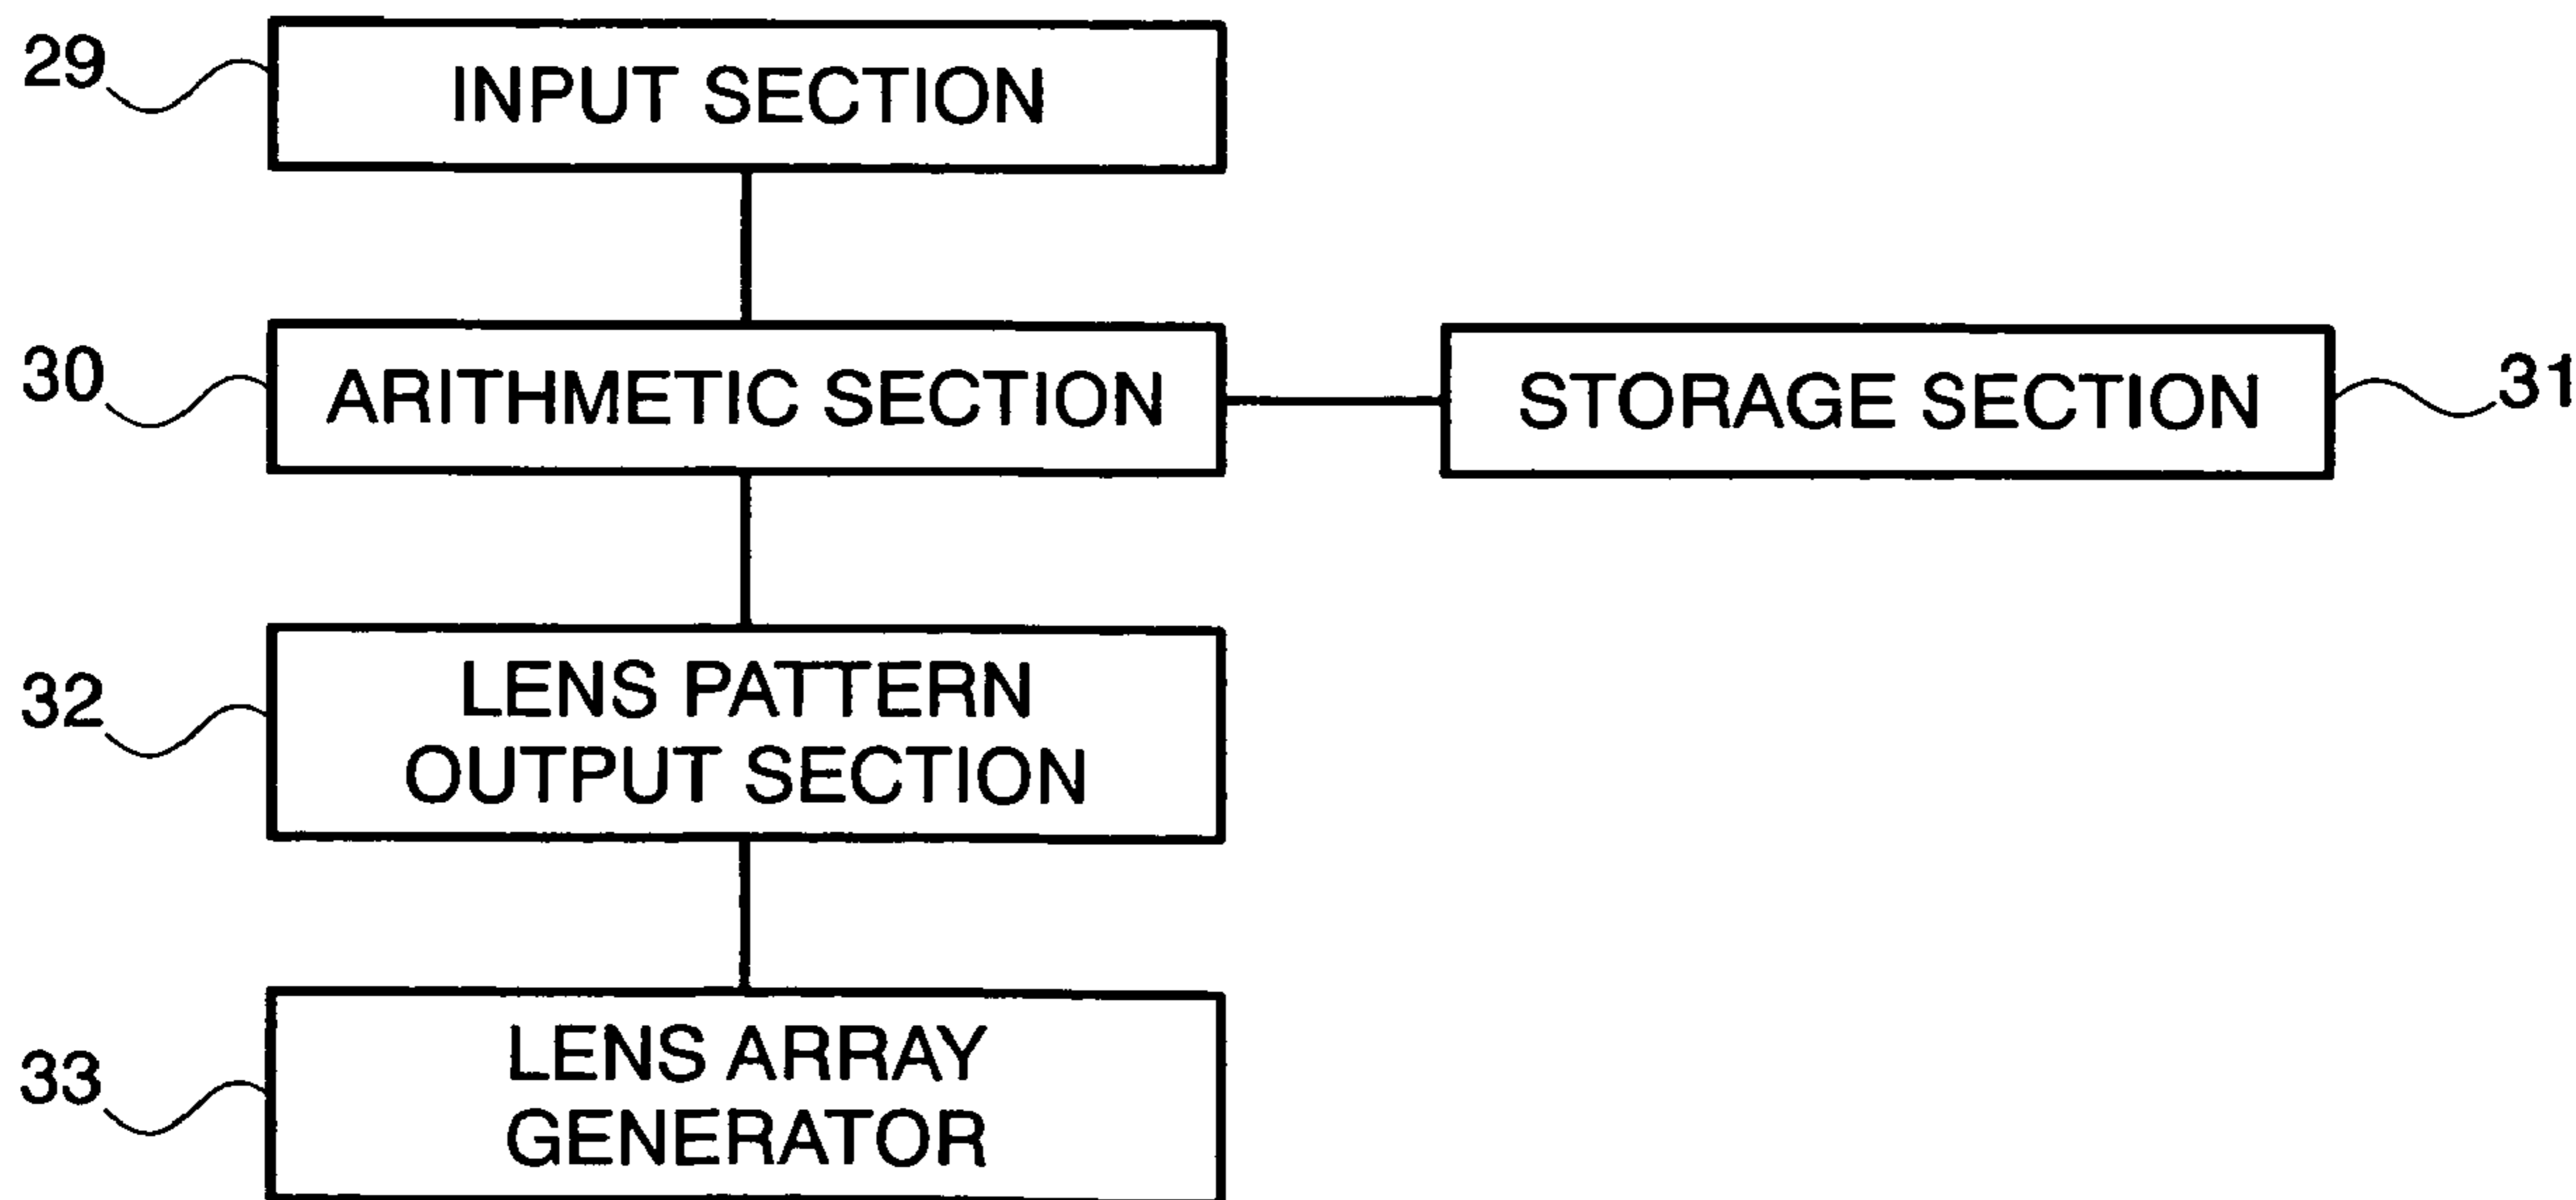 29
INPUT SECTION
30
ARITHMETIC SECTION
STORAGE SECTION
31
32
LENS PATTERN
OUTPUT SECTION
33
LENS ARRAY
GENERATOR